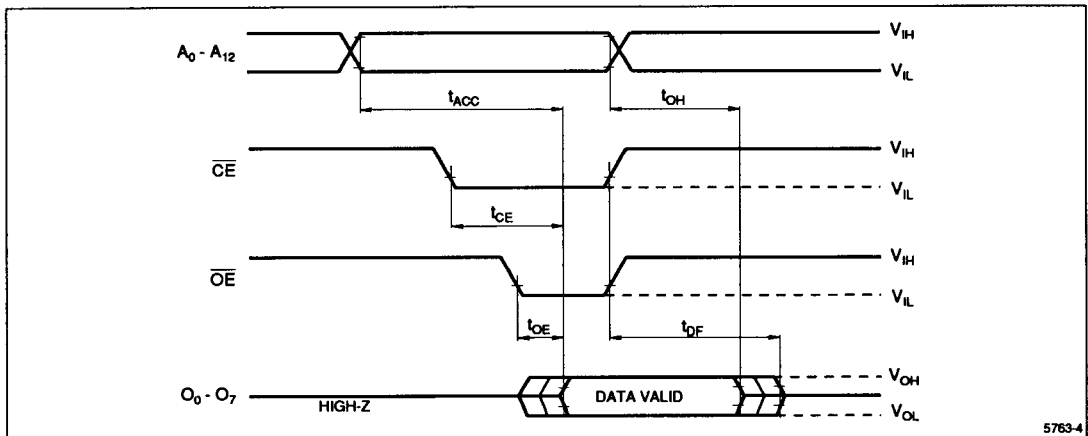 A0 - A12
VIH
VIL
tACC
tOH
CE
VIH
VIL
tCE
OE
VIH
VIL
tOE
tDF
O0 - O7
HIGH-Z
DATA VALID
VOH
VOL
5763-4